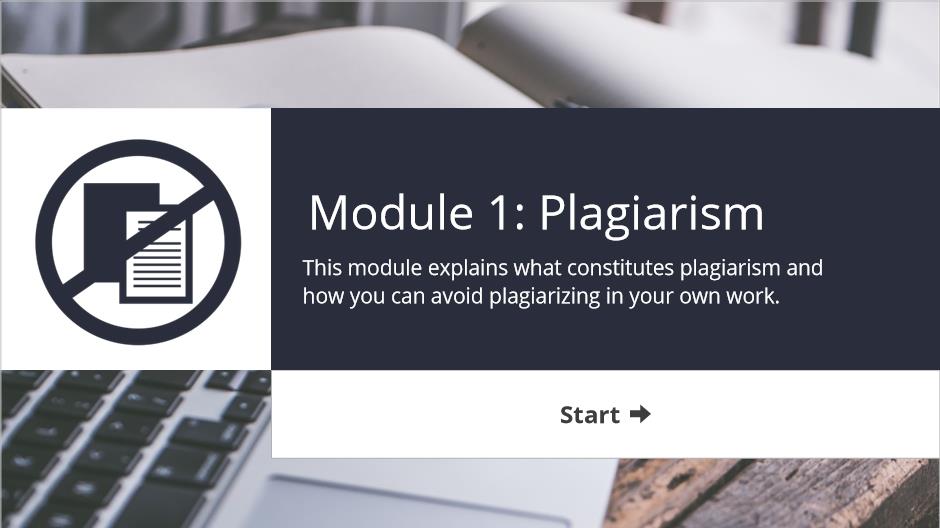 Module 1: Plagiarism
This module explains what constitutes plagiarism and
how you can avoid plagiarizing in your own work.
Start